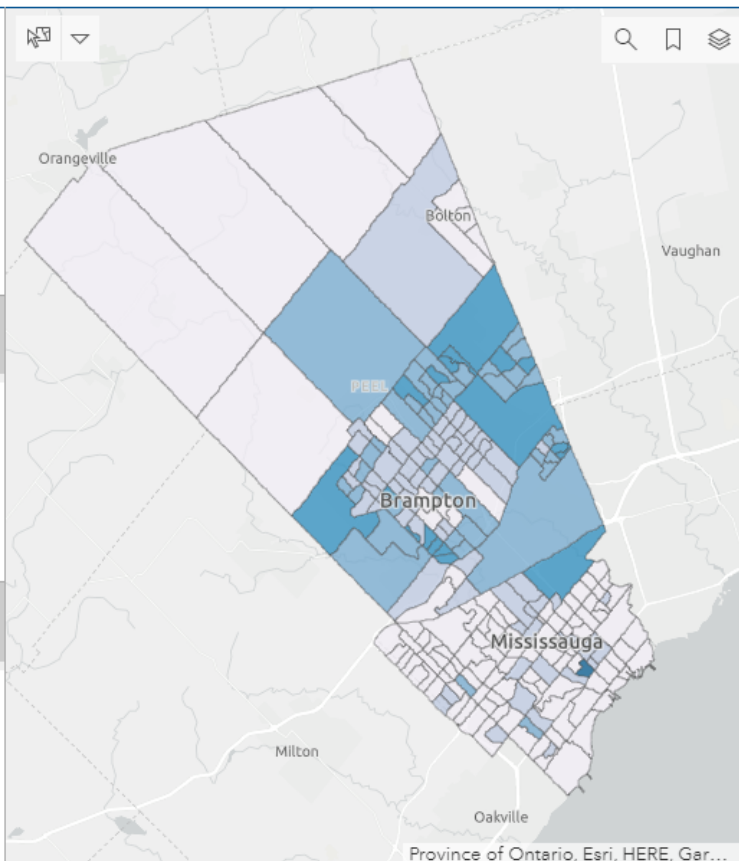 Orangeville
Bolton
Vaughan
PEEL
Brampton
Mississauga
Milton
Oakville
Province of Ontario, Esri, HERE, Gar...